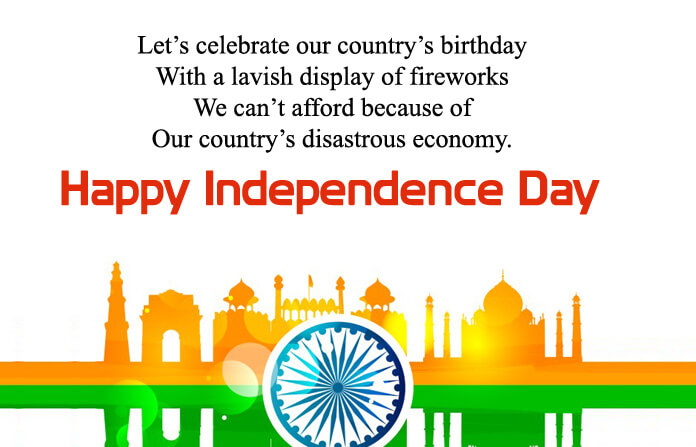 Let’s celebrate our country’s birthday
With a lavish display of fireworks
We can’t afford because of
Our country’s disastrous economy.
Happy Independence Day